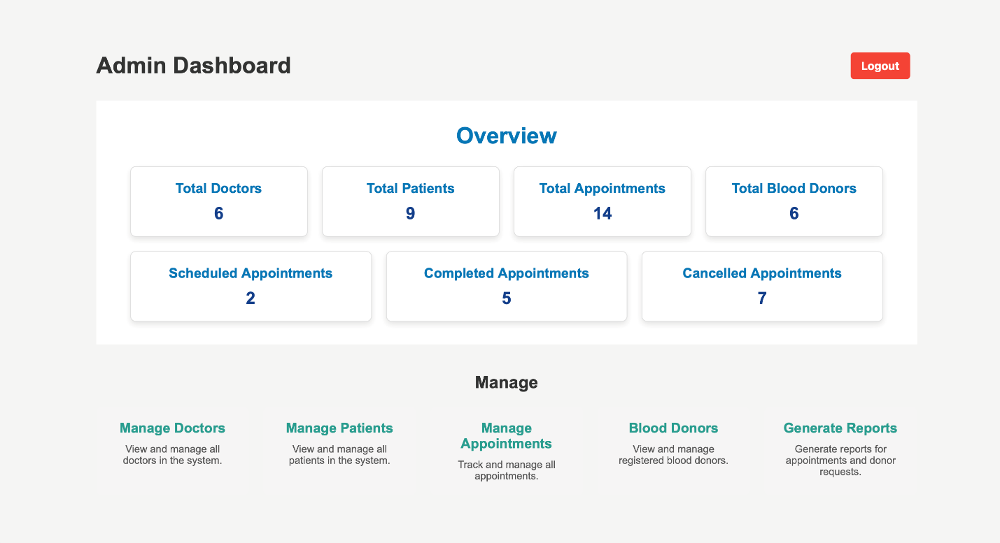 Admin Dashboard
Logout
Overview
Total Doctors
6
Total Patients
9
Total Appointments
14
Total Blood Donors
6
Scheduled Appointments
2
Completed Appointments
5
Cancelled Appointments
7
Manage
Manage Doctors
View and manage all
doctors in the system.
Manage Patients
View and manage all
patients in the system.
Manage
Appointments
Track and manage all
appointments.
Blood Donors
View and manage
registered blood donors.
Generate Reports
Generate reports for
appointments and donor
requests.